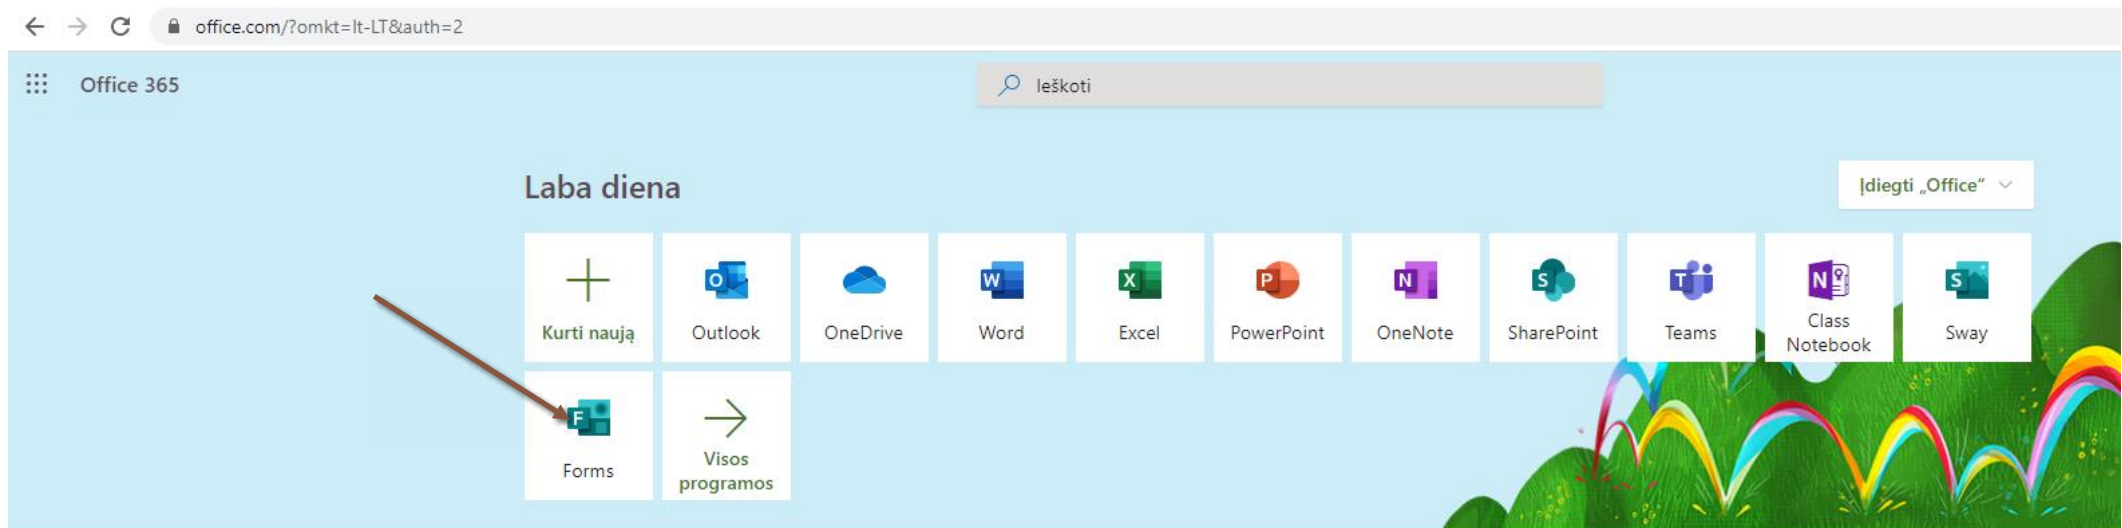 office.com/?omkt=lt-LT&auth=2
Office 365
Ieškoti
Laba diena
Įdiegti „Office“
Kurti naują
Outlook
OneDrive
Word
Excel
PowerPoint
OneNote
SharePoint
Teams
Class
Notebook
Sway
Forms
Visos
programos